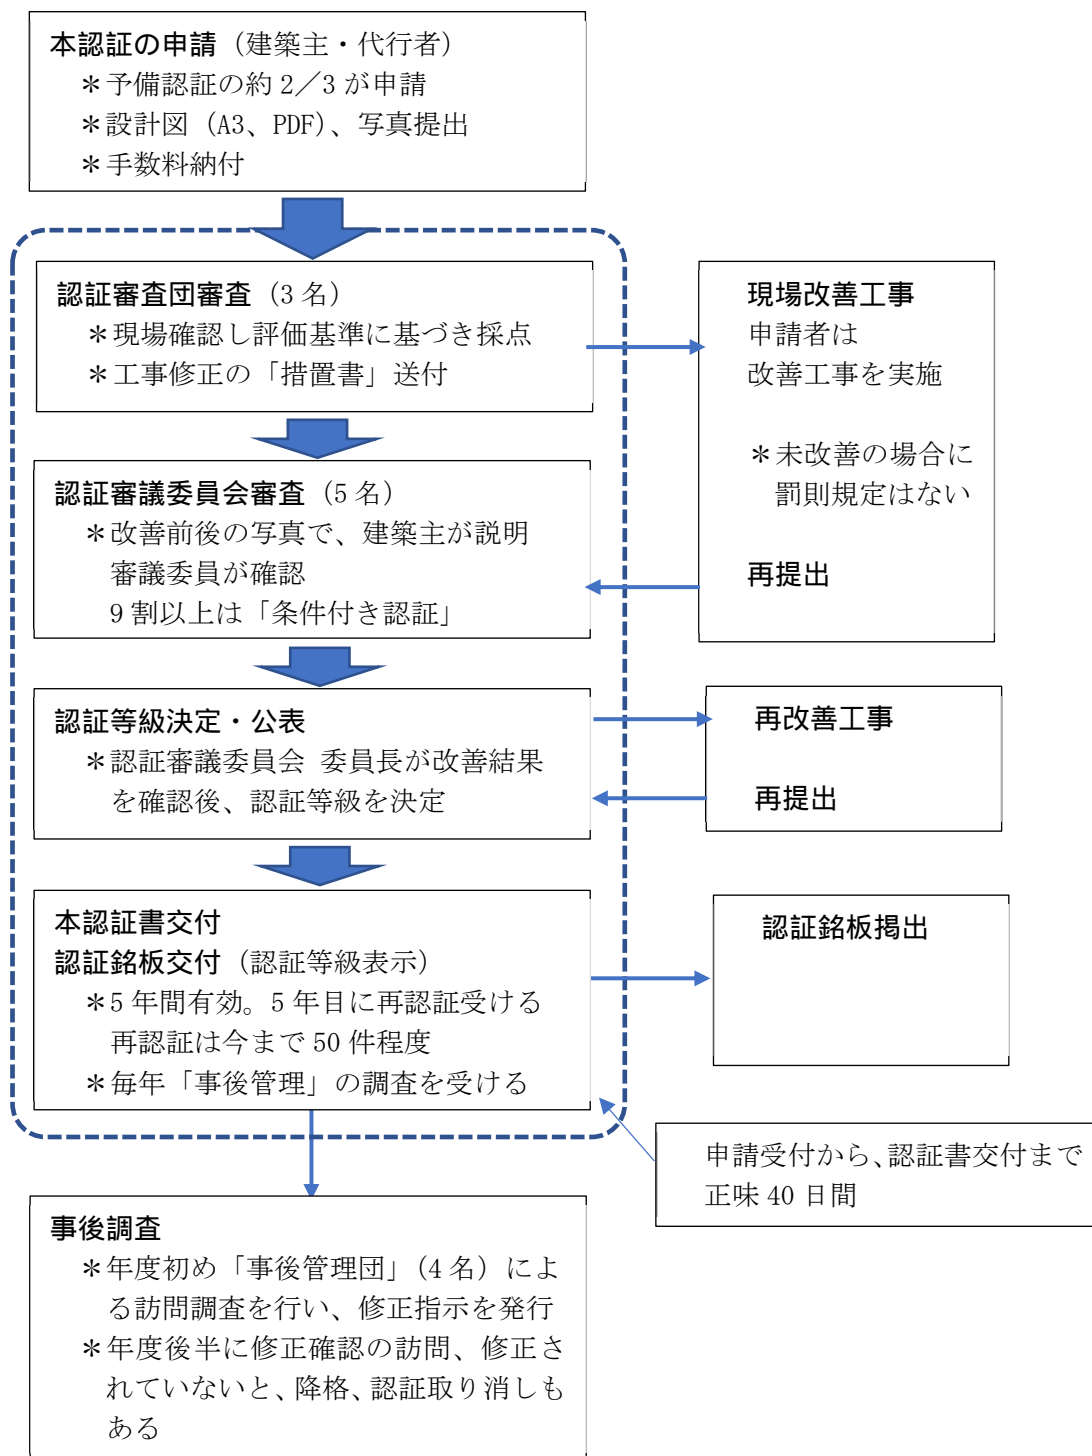 本認証の申請（建築主・代行者）
＊予備認証の約 2／3 が申請
＊設計図（A3、PDF）、写真提出
＊手数料納付
認証審査団審査（3 名）
＊現場確認し評価基準に基づき採点
＊工事修正の「措置書」送付
現場改善工事
申請者は
改善工事を実施
＊未改善の場合に
罰則規定はない
再提出
認証審議委員会審査（5 名）
＊改善前後の写真で、建築主が説明
審議委員が確認
9 割以上は「条件付き認証」
認証等級決定・公表
＊認証審議委員会 委員長が改善結果
を確認後、認証等級を決定
再改善工事
再提出
本認証書交付
認証銘板交付（認証等級表示）
＊5 年間有効。5 年目に再認証受ける
再認証は今まで 50 件程度
＊毎年「事後管理」の調査を受ける
認証銘板掲出
申請受付から、認証書交付まで
正味 40 日間
事後調査
＊年度初め「事後管理団」（4 名）によ
る訪問調査を行い、修正指示を発行
＊年度後半に修正確認の訪問、修正さ
れていないと、降格、認証取り消しも
ある